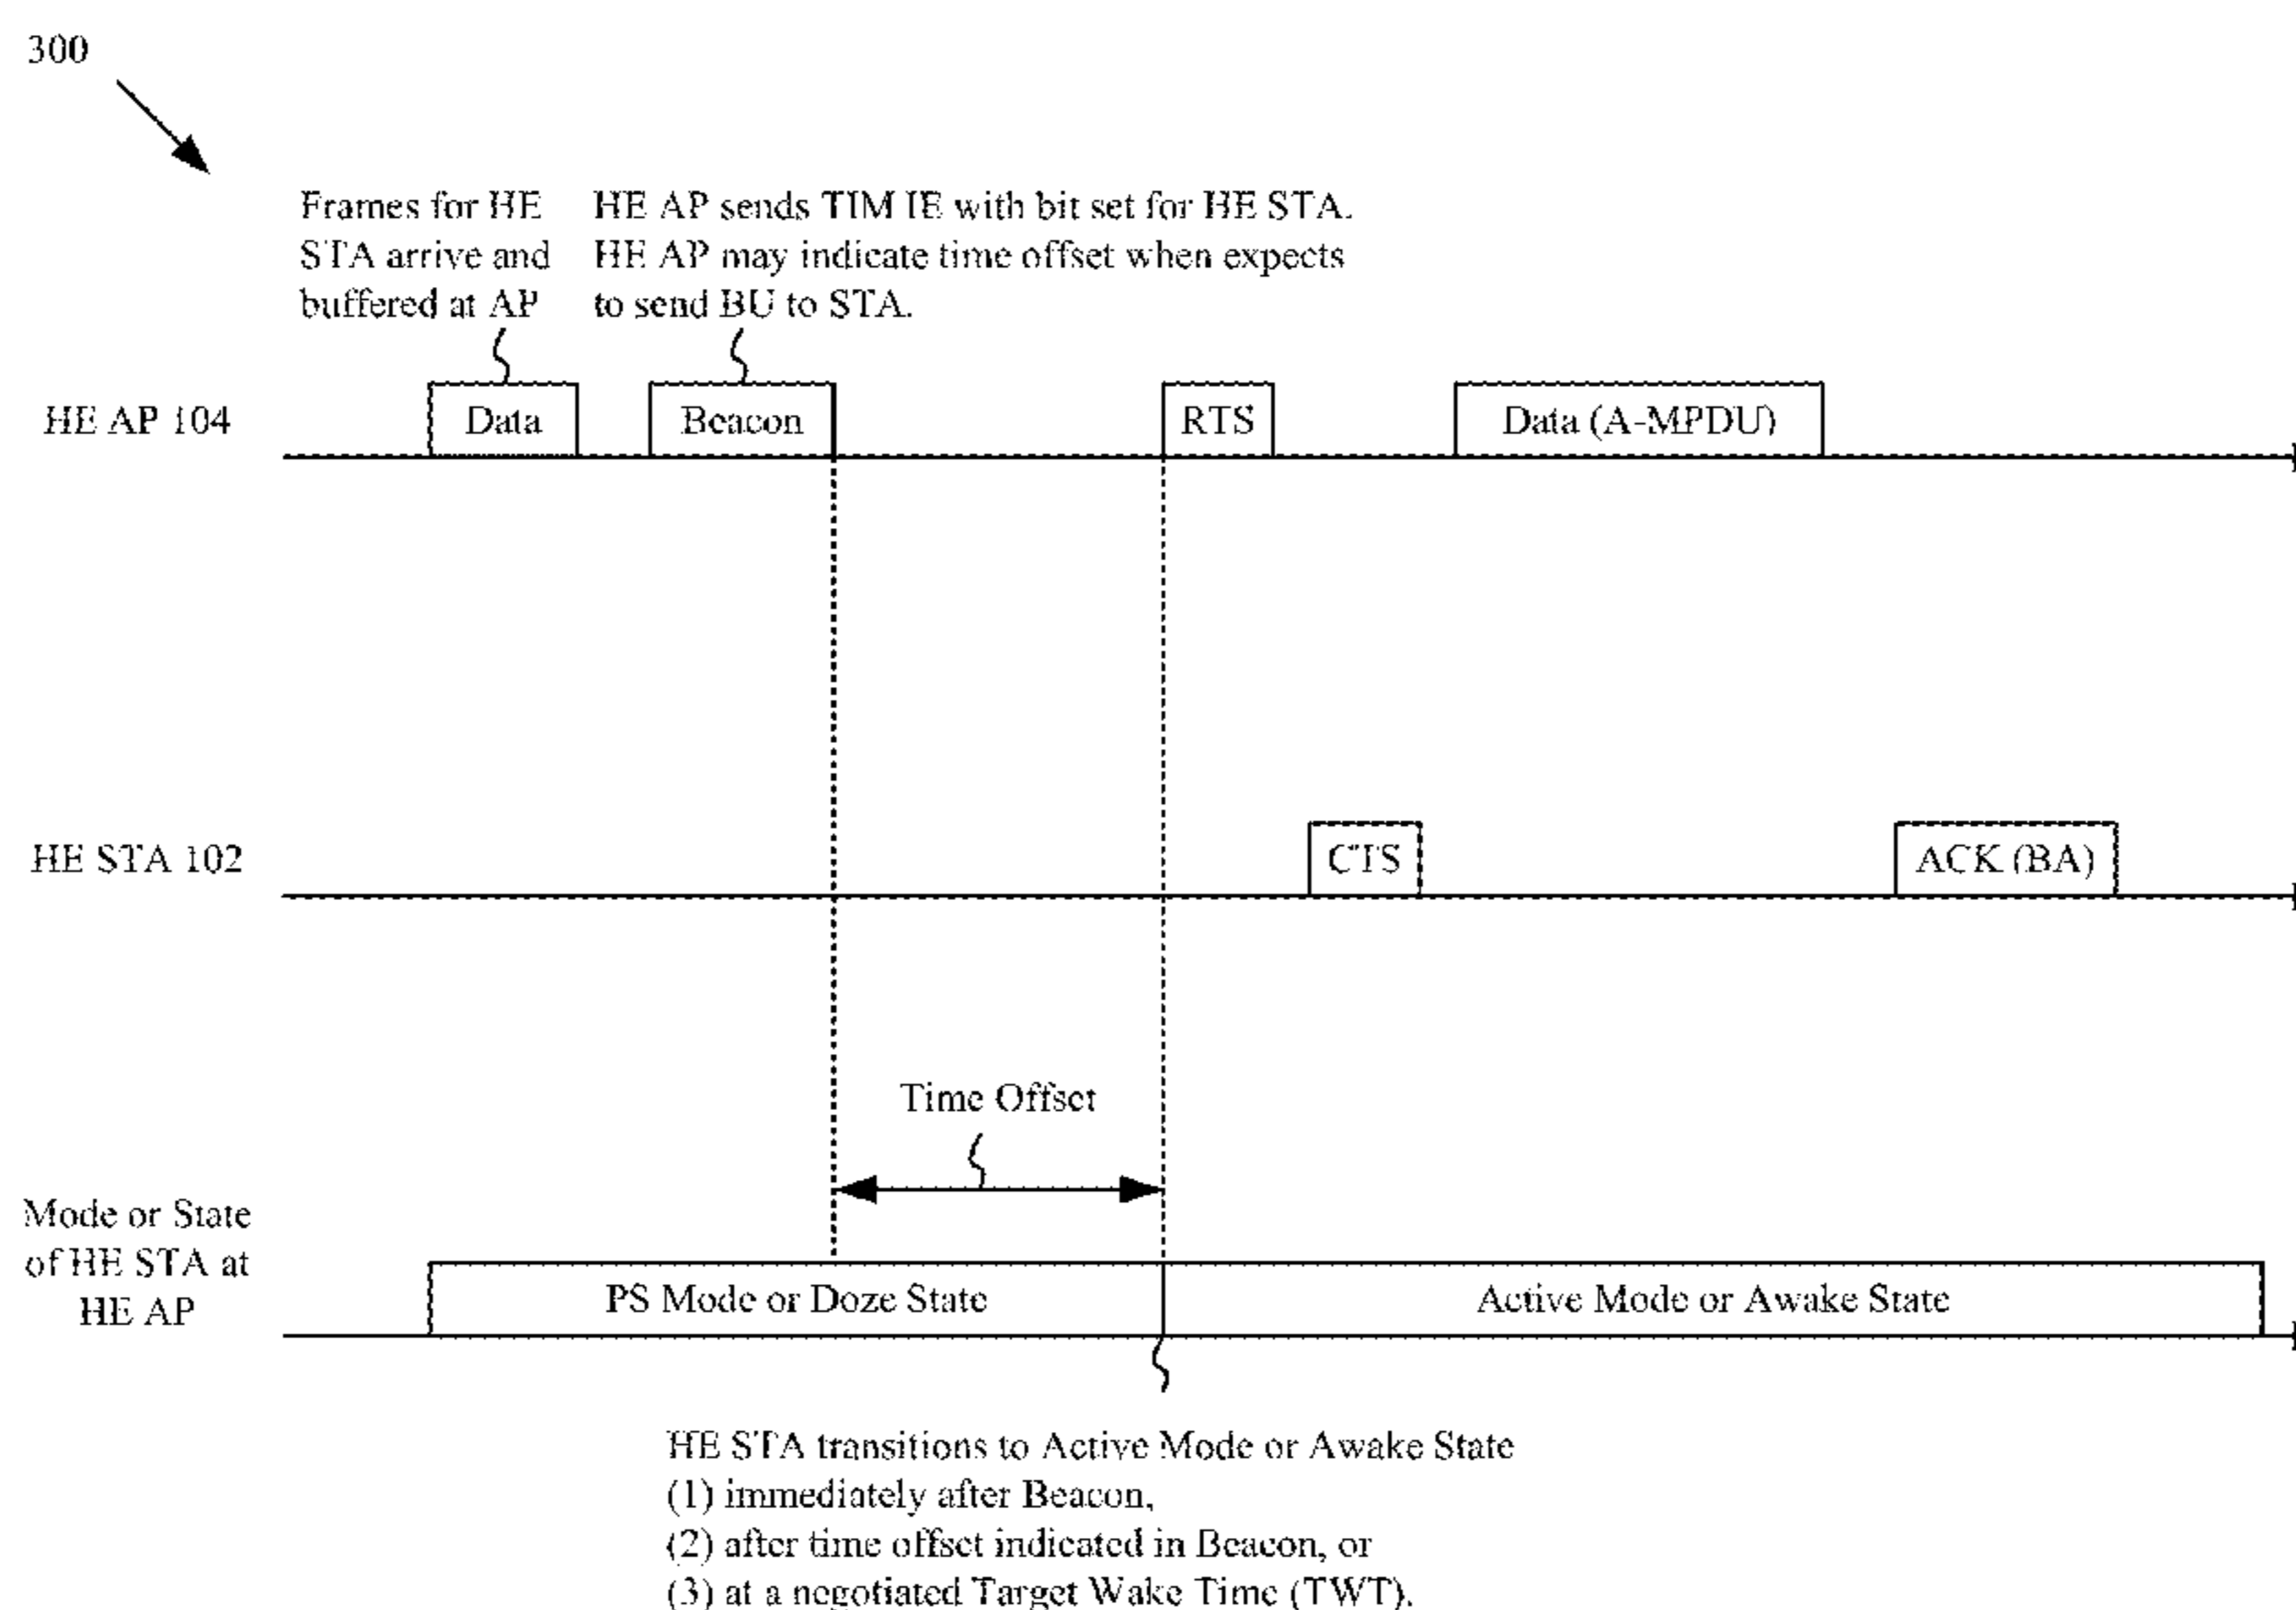 300
Frames for HE
STA arrive and
buffered at AP
HE AP sends TIM IE with bit set for HE STA.
HE AP may indicate time offset when expects
to send BU to STA.
HE AP 104
Data
Beacon
RTS
Data (A-MPDU)
HE STA 102
CTS
ACK (BA)
Time Offset
Mode or State
of HE STA at
HE AP
PS Mode or Doze State
Active Mode or Awake State
HE STA transitions to Active Mode or Awake State
(1) immediately after Beacon,
(2) after time offset indicated in Beacon, or
(3) at a negotiated Target Wake Time (TWT).